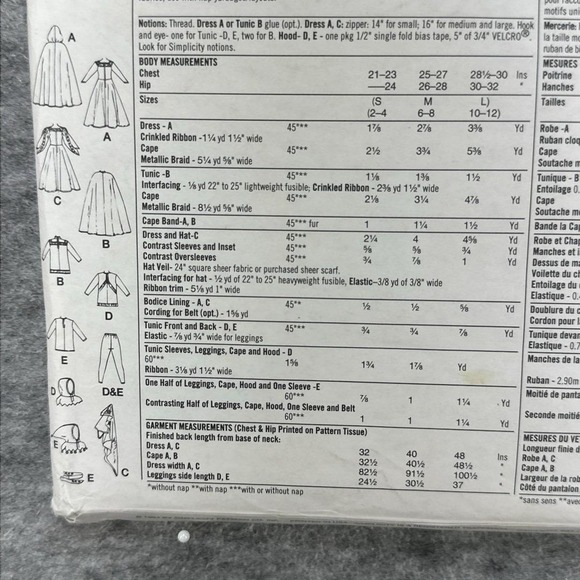 Notions: Thread. Dress A or Tunic B glue (opt.). Dress A, C: zipper: 14" for small; 16" for medium and large. Hook
and eye- one for Tunic -D, E, two for B. Hood- D, E - one pkg 1/2" single fold bias tape, 5" of 3/4" VELCRO®.
Look for Simplicity notions.
BODY MEASUREMENTS
Chest 21–23 25–27 28½–30 Ins
Hip —24 26–28 30–32 "
Sizes (S M L)
(2–4 6–8 10–12)
Dress - A 45*** 1⅞ 2⅞ 3⅜ Yd
Crinkled Ribbon -1¼ yd 1½" wide
Cape 45*** 2½ 3¾ 5⅜ Yd
Metallic Braid - 5¼ yd ⅝" wide
Tunic -B 45*** 1⅛ 1⅜ 1½ Yd
Interfacing - ⅛ yd 22" to 25" lightweight fusible; Crinkled Ribbon - 2⅝ yd 1½" wide
Cape 45*** 2⅛ 3¼ 4⅞ Yd
Metallic Braid - 8½ yd ⅝" wide
Cape Band-A, B 45*** fur 1 1¼ 1½ Yd
Dress and Hat-C 45*** 2¼ 4 4⅝ Yd
Contrast Sleeves and Inset 45*** ⅝ ⅝ ¾ Yd
Contrast Oversleeves 45*** ¾ ⅞ 1 Yd
Hat Veil- 24" square sheer fabric or purchased sheer scarf.
Interfacing for hat - ½ yd of 22" to 25" heavyweight fusible, Elastic–3/8 yd of 3/8" wide
Ribbon trim - 5⅛ yd 1" wide
Bodice Lining - A, C 45** ½ ½ ⅝ Yd
Cording for Belt (opt.) - 1⅝ yd
Tunic Front and Back - D, E 45*** ¾ ¾ ⅞ Yd
Elastic - ⅞ yd ¾" wide for leggings
Tunic Sleeves, Leggings, Cape and Hood - D
60*** 1⅝ 1¾ 1⅞ Yd
Ribbon - 3⅛ yd 1½" wide
One Half of Leggings, Cape, Hood and One Sleeve -E
60*** ⅞ 1 1¼ Yd
Contrasting Half of Leggings, Cape, Hood, One Sleeve and Belt
60*** 1 1 1¼ Yd
GARMENT MEASUREMENTS (Chest & Hip Printed on Pattern Tissue)
Finished back length from base of neck:
Dress A, C 32 40 48 Ins
Cape A, B 32½ 40½ 48½ "
Dress width A, C 82½ 91½ 100½ "
Leggings side length D, E 24½ 30½ 37 "
*without nap **with nap ***with or without nap
A
A
C
B
B
D
E
D&E
D
E
C
E
motifs uni
Mercerie:
la taille m
ruban de b
MESURES
Poitrine
Hanches
Tailles
Robe -A
Ruban cloq
Cape
Soutache m
Tunique - B
Entoilage 0.
Cape
Soutache m
Bande la Ca
Robe et Chap
Manches et i
Dessus de ma
Voilette du ch
Entoilage du
Elastique - 0.
Doublure du c
Cordon pour l
Tunique devan
Elastique - 0.7
Manches de la
Ruban - 2.90m
Moitié de panta
Seconde moitié
MESURES DU VE
Longueur finie d
Robe A, C
Cape A, B
Largeur de la rob
Côté du pantalon
*sans sens **avec